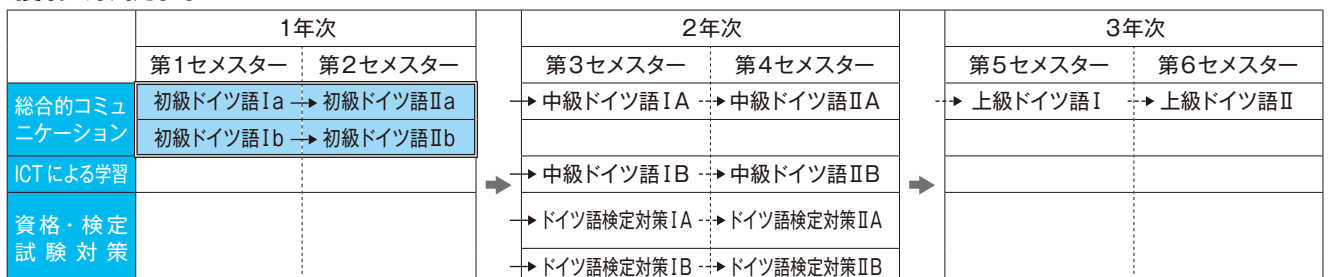 1年次 2年次 3年次
第1セメスター 第2セメスター 第3セメスター 第4セメスター 第5セメスター 第6セメスター
総合的コミュ
ニケーション
初級ドイツ語Ⅰa → 初級ドイツ語Ⅱa → 中級ドイツ語ⅠA → 中級ドイツ語ⅡA → 上級ドイツ語Ⅰ → 上級ドイツ語Ⅱ
初級ドイツ語Ⅰb → 初級ドイツ語Ⅱb
ICTによる学習 → 中級ドイツ語ⅠB → 中級ドイツ語ⅡB
資格・検定
試験対策
→ ドイツ語検定対策ⅠA → ドイツ語検定対策ⅡA
→ ドイツ語検定対策ⅠB → ドイツ語検定対策ⅡB